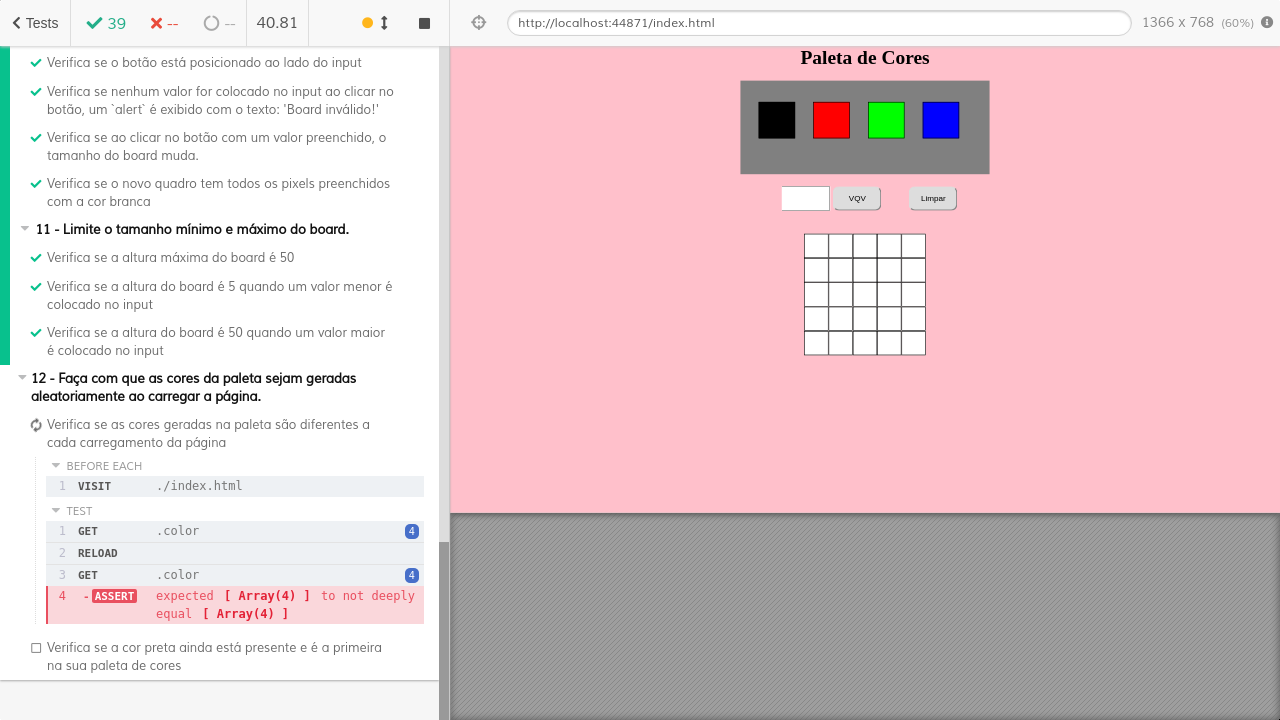 Tests
39
--
--
40.81
http://localhost:44871/index.html
1366 x 768 (60%)
Verifica se o botão está posicionado ao lado do input
Verifica se nenhum valor for colocado no input ao clicar no
botão, um `alert` é exibido com o texto: 'Board inválido!'
Verifica se ao clicar no botão com um valor preenchido, o
tamanho do board muda.
Verifica se o novo quadro tem todos os pixels preenchidos
com a cor branca
11 - Limite o tamanho mínimo e máximo do board.
Verifica se a altura máxima do board é 50
Verifica se a altura do board é 5 quando um valor menor é
colocado no input
Verifica se a altura do board é 50 quando um valor maior
é colocado no input
12 - Faça com que as cores da paleta sejam geradas
aleatoriamente ao carregar a página.
Verifica se as cores geradas na paleta são diferentes a
cada carregamento da página
BEFORE EACH
1 VISIT ./index.html
TEST
1 GET .color 4
2 RELOAD
3 GET .color 4
4 -ASSERT expected [ Array(4) ] to not deeply
equal [ Array(4) ]
Verifica se a cor preta ainda está presente e é a primeira
na sua paleta de cores
Paleta de Cores
VQV
Limpar